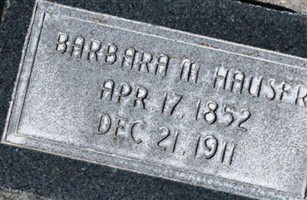 BARBARA M. HAUSER
APR. 17, 1852
DEC. 21, 1911